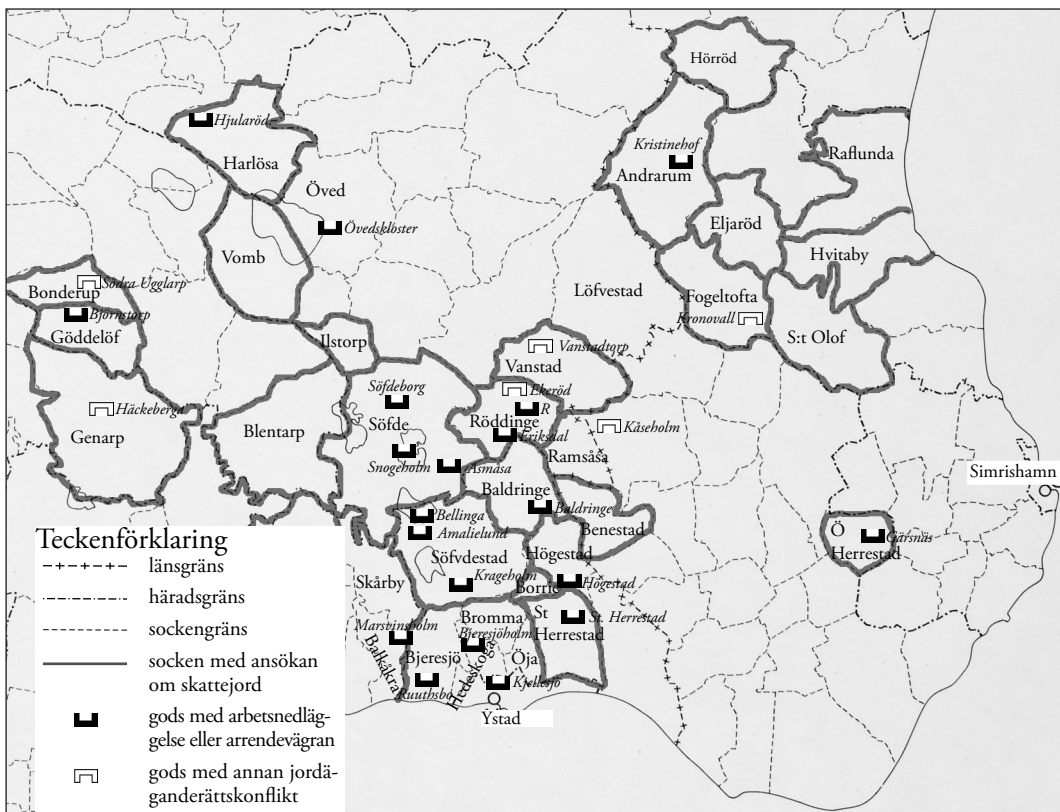 Hörröd
Hjularöd
Kristinehof
Harlösa
Raflunda
Andrarum
Öved
Eljaröd
Övedskloster
Vomb
Hvitaby
Södra Ugglarp
Löfvestad
Bonderup
Fogeltofta
Björnstorp
Kronovall
Göddelöf
Ilstorp
S:t Olof
Vanstadtorp
Vanstad
Söfdeborg
Ekeröd
Häckeberga
R
Söfde
Röddinge
Kåseholm
Genarp
Blentarp
Eriksdal
Snogeholm
Ramsåsa
Asmasa
Simrishamn
Baldringe
Baldringe
Bellinga
Benestad
Ö
Herrestad
Gärsnäs
Amalielund
Högestad
Söfvdestad
Skårby
Krageholm
Högestad
Borrie
St
Herrestad
St. Herrestad
Bromma
Marsvinsholm
Bjeresjöholm
Balkåkra
Bjeresjö
Hedeskoga
Öja
Ruuthsbo
Kjellesjö
Ystad
Teckenförklaring
länsgräns
häradsgräns
sockengräns
socken med ansökan
om skattejord
gods med arbetsnedläg-
gelse eller arrendevägran
gods med annan jordä-
ganderättskonflikt